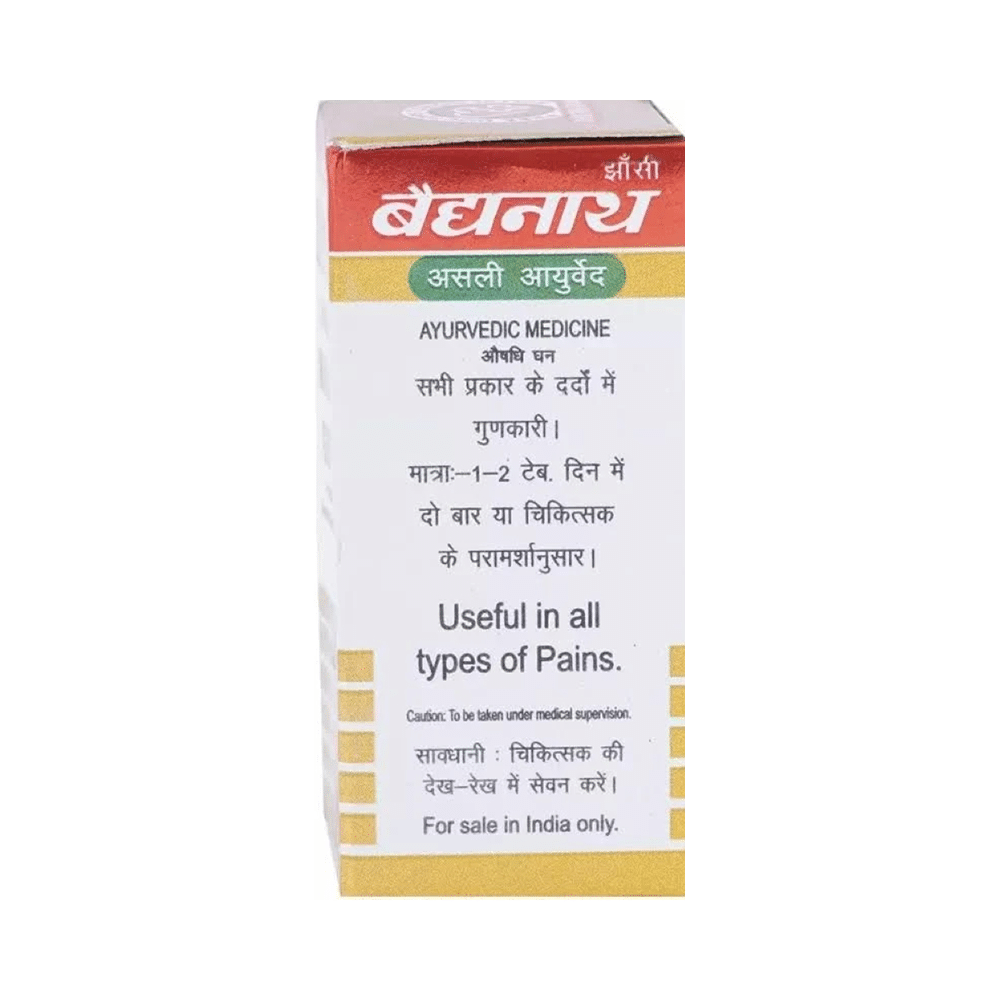 झाँसी
बैद्यनाथ
असली आयुर्वेद
AYURVEDIC MEDICINE
औषधि घन
सभी प्रकार के दर्दों में
गुणकारी।
मात्राः–1–2 टेब. दिन में
दो बार या चिकित्सक
के परामर्शानुसार।
Useful in all
types of Pains.
Caution: To be taken under medical supervision.
सावधानी : चिकित्सक की
देख–रेख में सेवन करें।
For sale in India only.